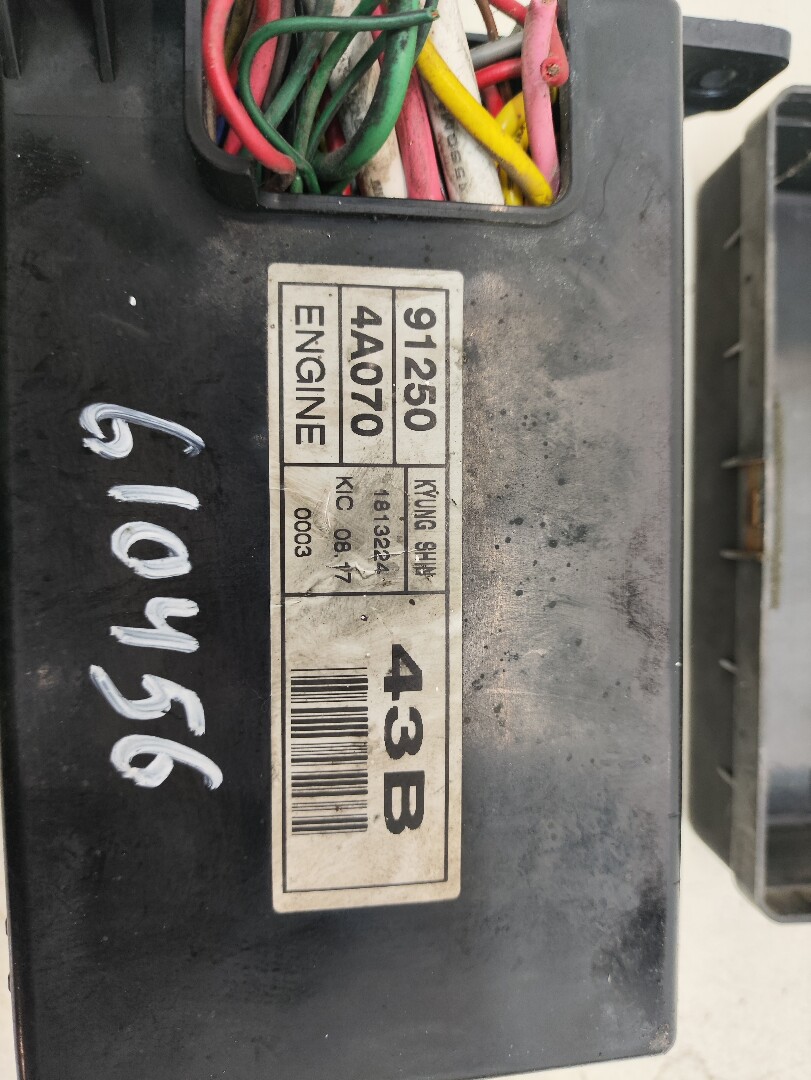 91250
4A070
ENGINE
KYUNG SHIN
1813224
KIC 08.17
0003
43B
610456